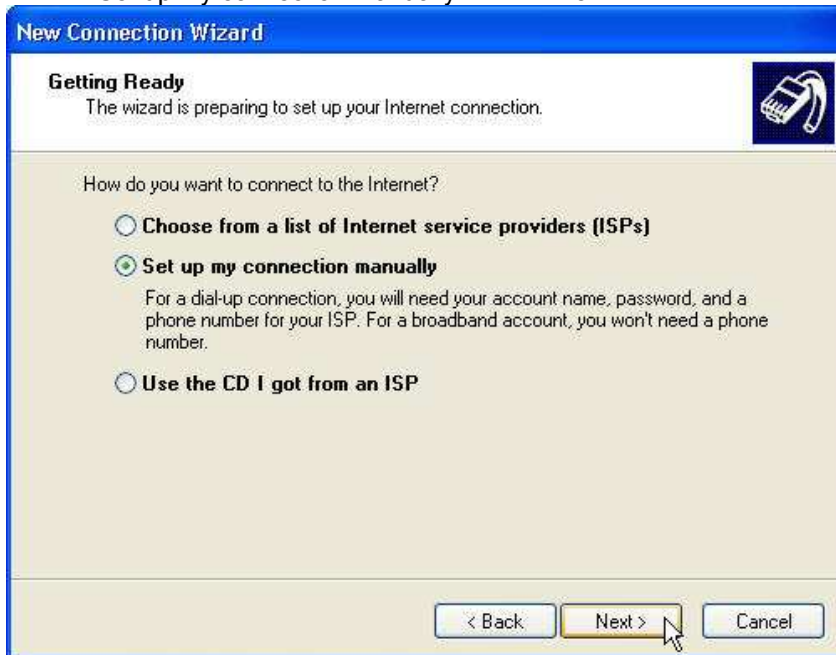 New Connection Wizard
Getting Ready
The wizard is preparing to set up your Internet connection.
How do you want to connect to the Internet?
Choose from a list of Internet service providers (ISPs)
Set up my connection manually
For a dial-up connection, you will need your account name, password, and a
phone number for your ISP. For a broadband account, you won't need a phone
number.
Use the CD I got from an ISP
< Back Next > Cancel